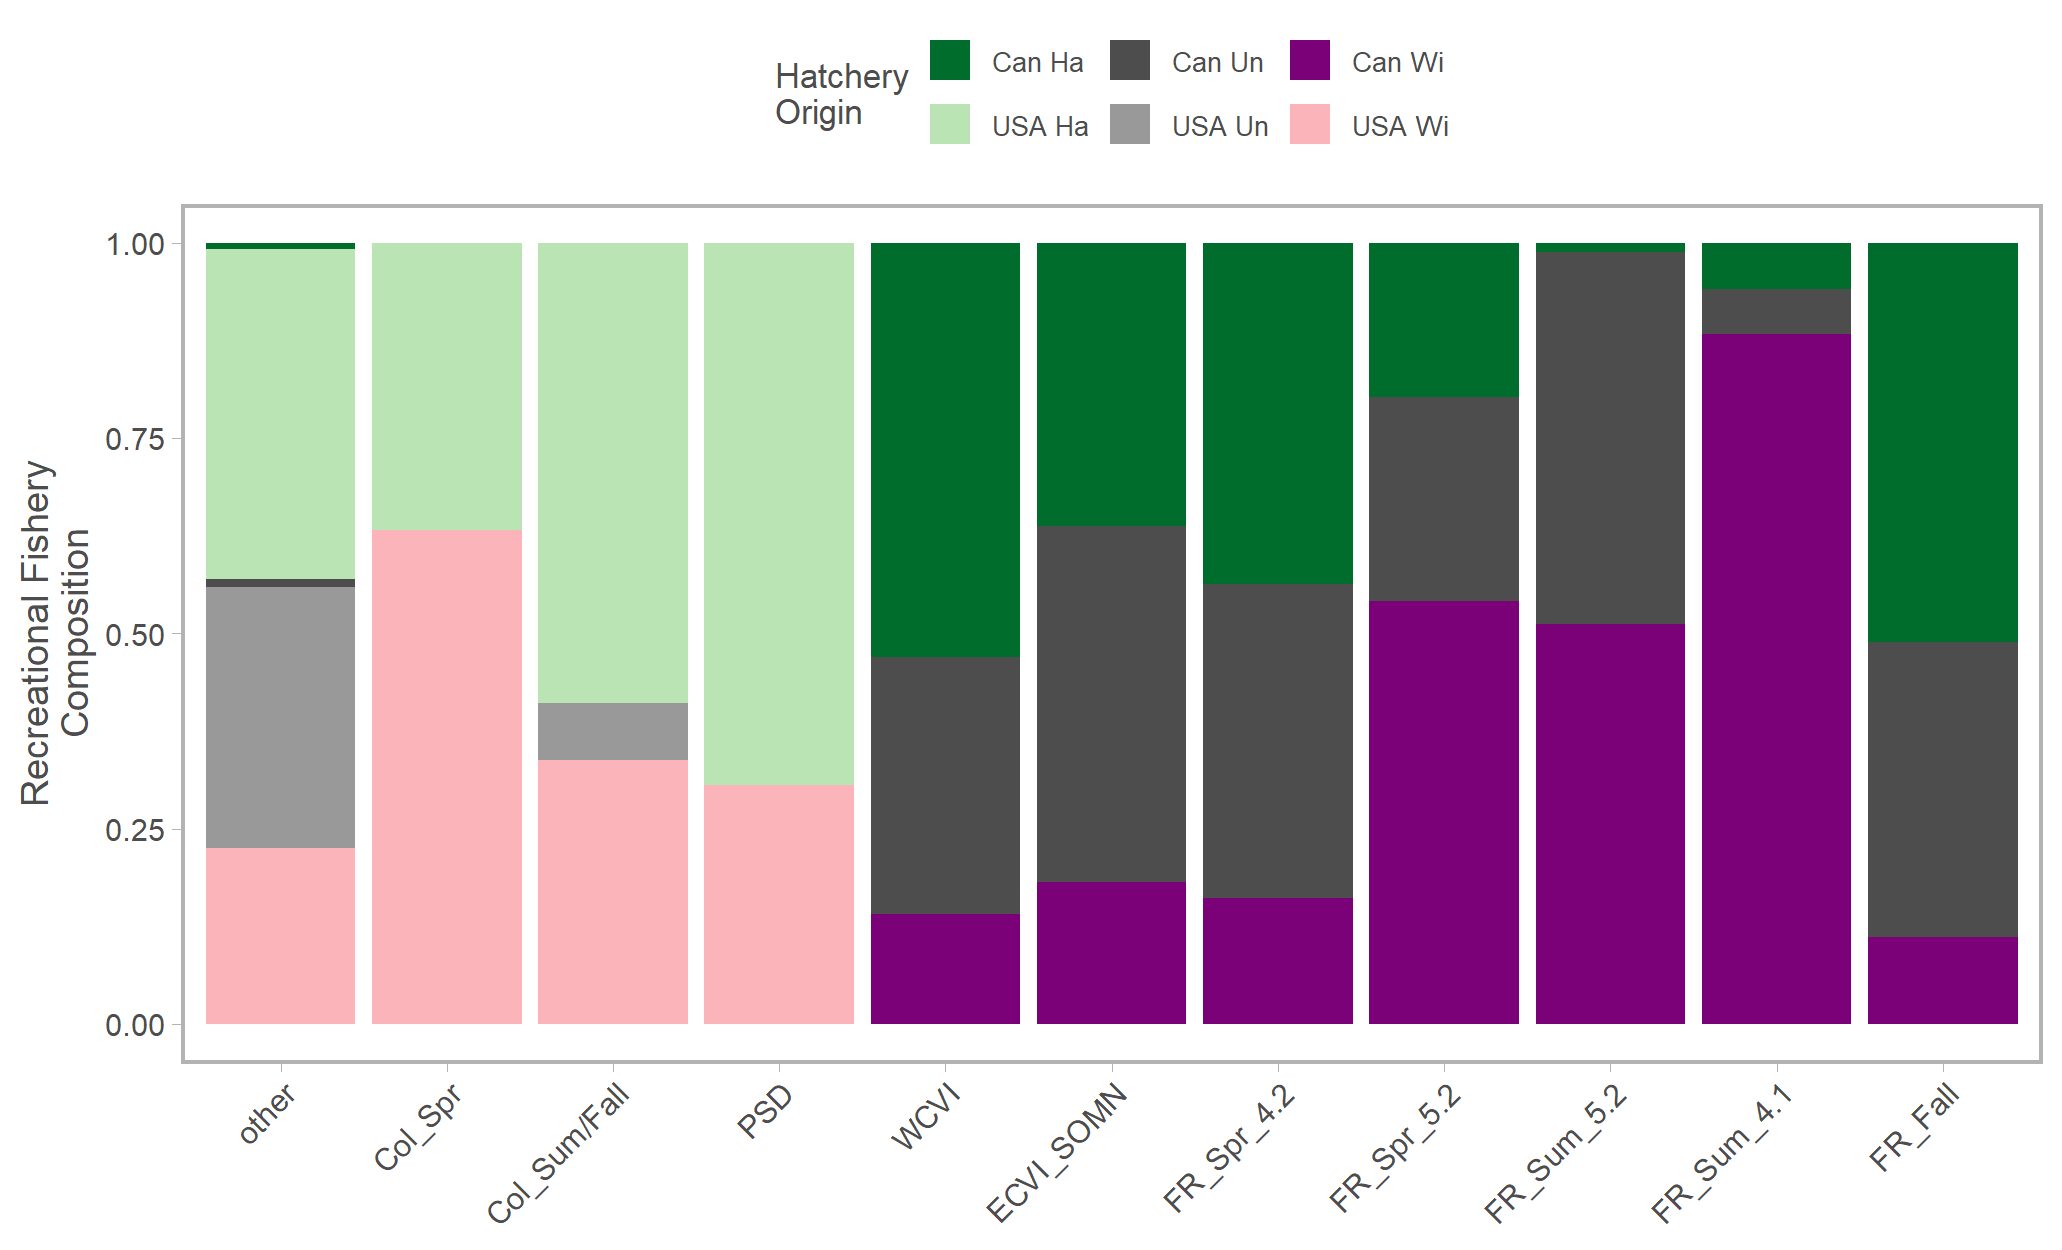 Hatchery
Origin
Can Ha
Can Un
Can Wi
USA Ha
USA Un
USA Wi
Recreational Fishery
Composition
1.00
0.75
0.50
0.25
0.00
other
Col_Spr
Col_Sum/Fall
PSD
WCVI
ECVI_SOMN
FR_Spr_4.2
FR_Spr_5.2
FR_Sum_5.2
FR_Sum_4.1
FR_Fall